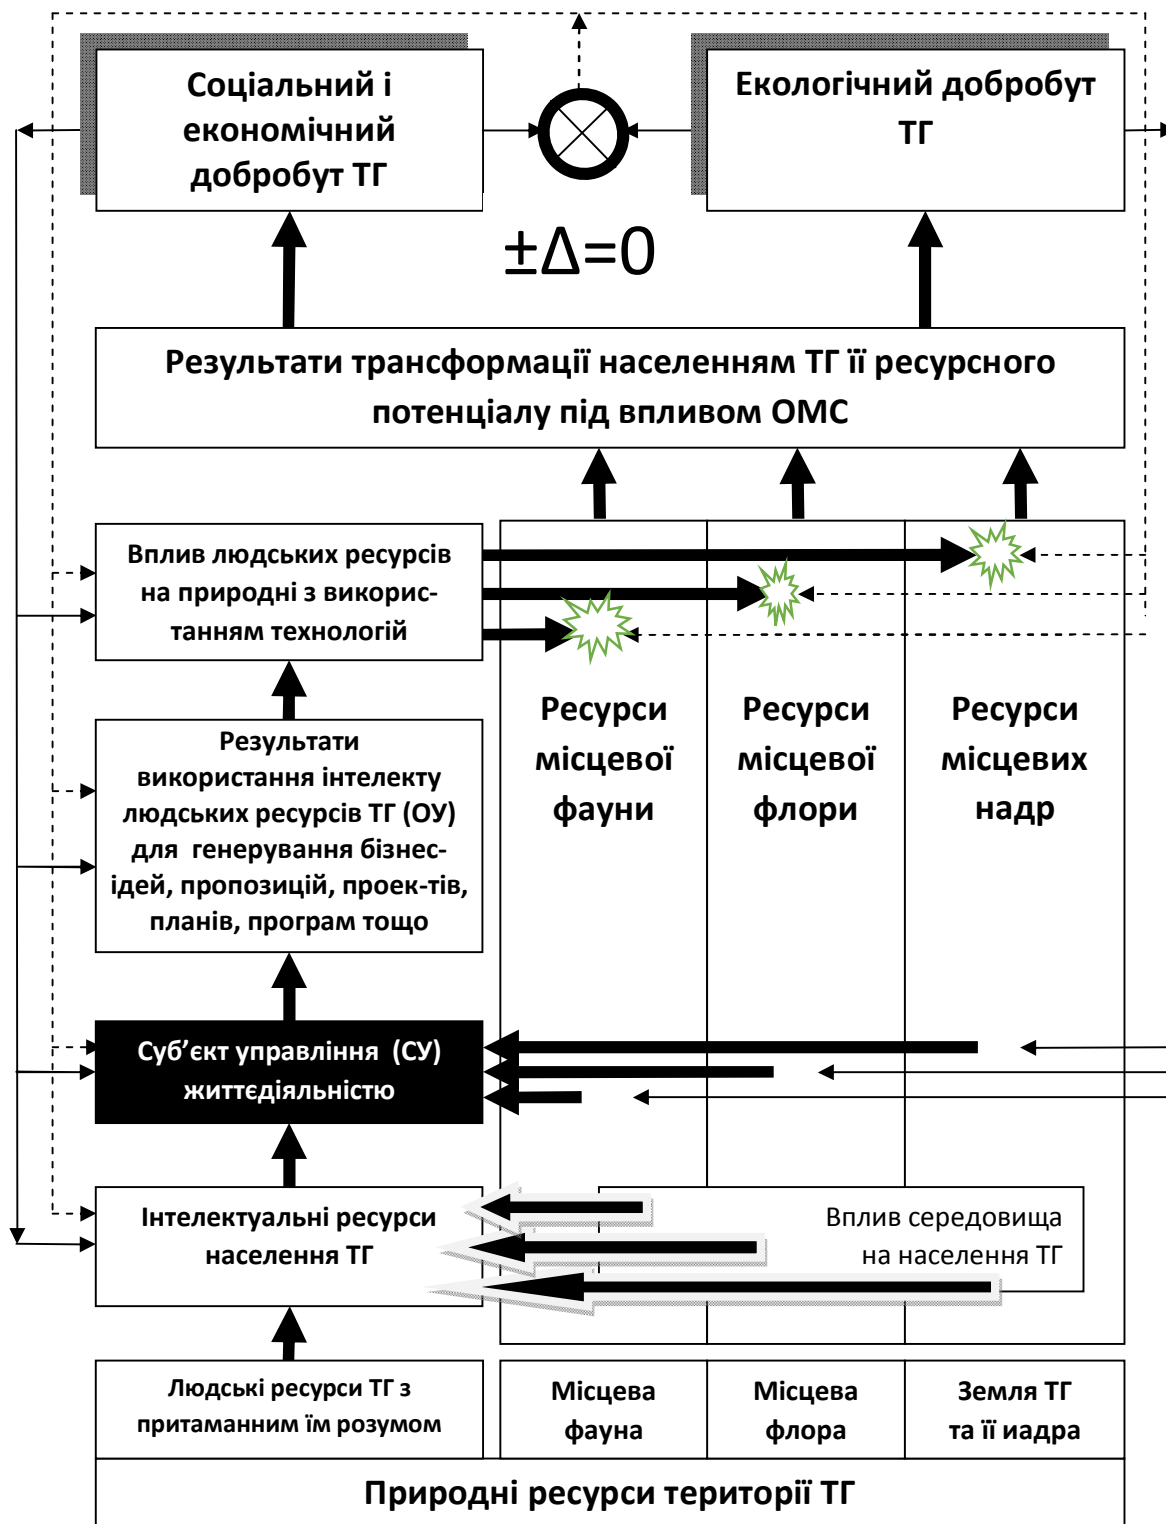 Соціальний і
економічний
добробут ТГ
Екологічний добробут
ТГ
±Δ=0
Результати трансформації населенням ТГ її ресурсного
потенціалу під впливом ОМС
Вплив людських ресурсів
на природні з викорис-
танням технологій
Результати
використання інтелекту
людських ресурсів ТГ (ОУ)
для генерування бізнес-
ідей, пропозицій, проек-тів,
планів, програм тощо
Ресурси
місцевої
фауни
Ресурси
місцевої
флори
Ресурси
місцевих
надр
Суб’єкт управління (СУ)
життєдіяльністю
Інтелектуальні ресурси
населення ТГ
Вплив середовища
на населення ТГ
Людські ресурси ТГ з
притаманним їм розумом
Місцева
фауна
Місцева
флора
Земля ТГ
та її иадра
Природні ресурси території ТГ